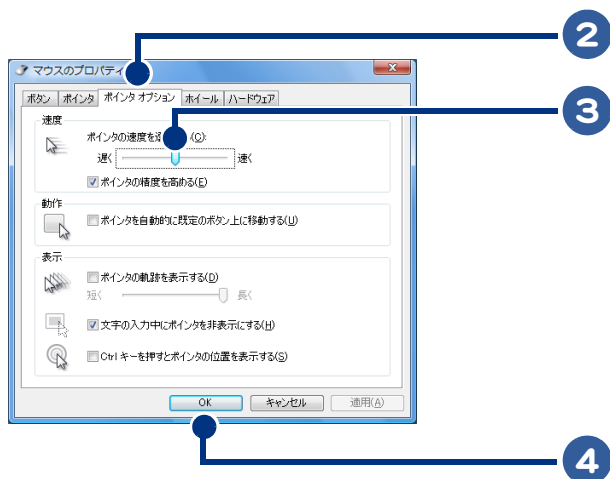 2
マウスのプロパティ
ボタン ポインタ ポインタ オプション ホイール ハードウェア
3
速度
ポインタの速度を (C):
遅く 速く
ポインタの精度を高める(E)
動作
ポインタを自動的に既定のボタン上に移動する(U)
表示
ポインタの軌跡を表示する(D)
短く 長く
文字の入力中にポインタを非表示にする(H)
Ctrl キーを押すとポインタの位置を表示する(S)
OK キャンセル 適用(A)
4